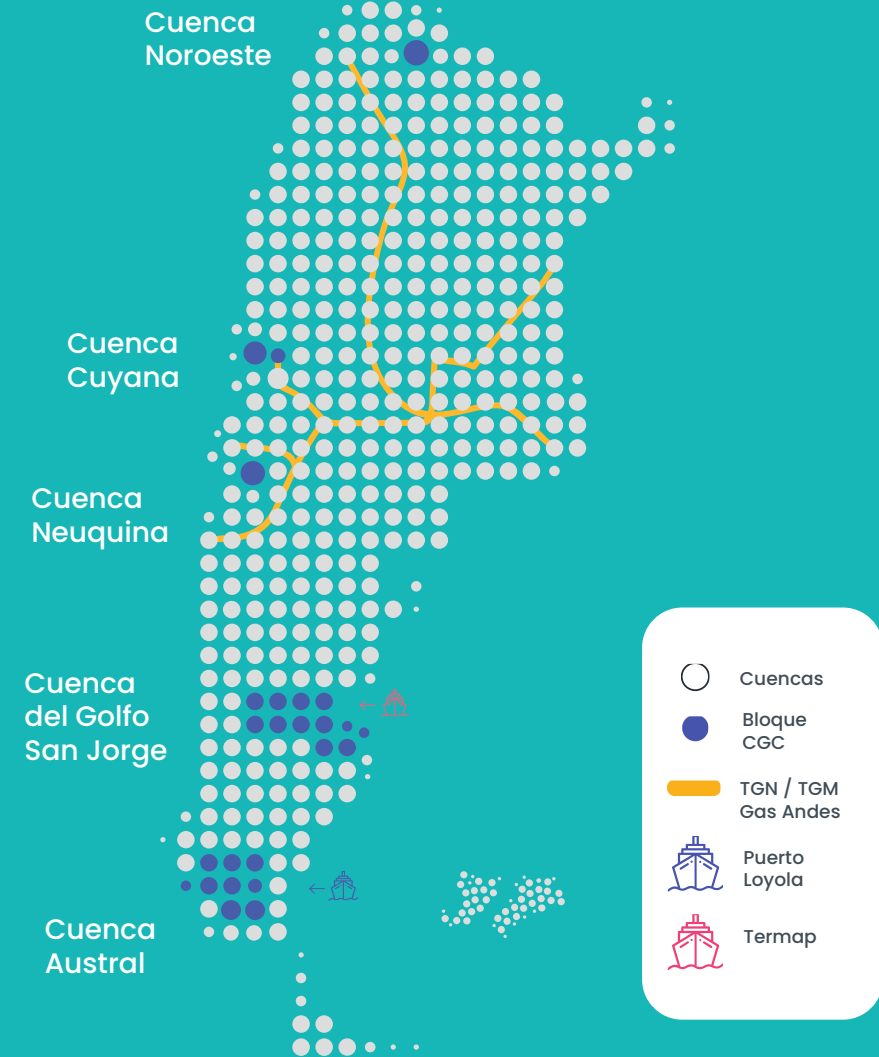 Cuenca
Noroeste
Cuenca
Cuyana
Cuenca
Neuquina
Cuenca
del Golfo
San Jorge
Cuenca
Austral
Cuencas
Bloque
CGC
TGN / TGM
Gas Andes
Puerto
Loyola
Termap